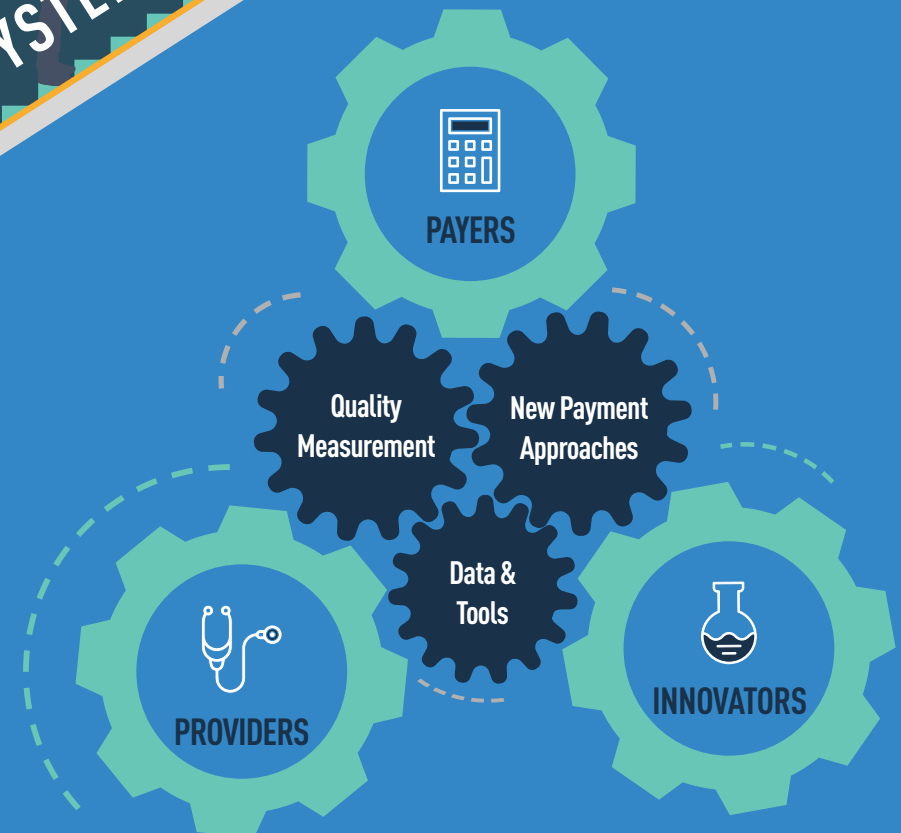 PAYERS
Quality
Measurement
New Payment
Approaches
Data &
Tools
PROVIDERS
INNOVATORS